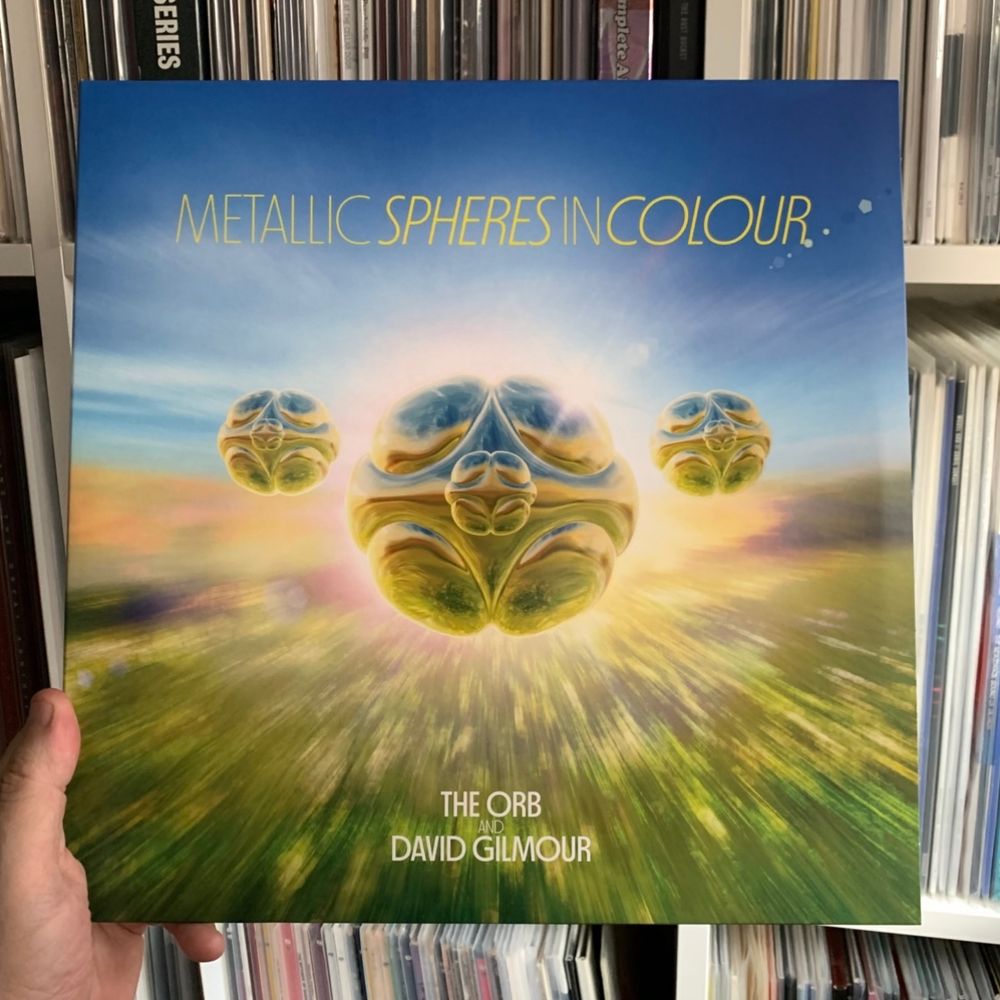 SERIES
METALLIC SPHERES IN COLOUR
THE ORB
AND
DAVID GILMOUR